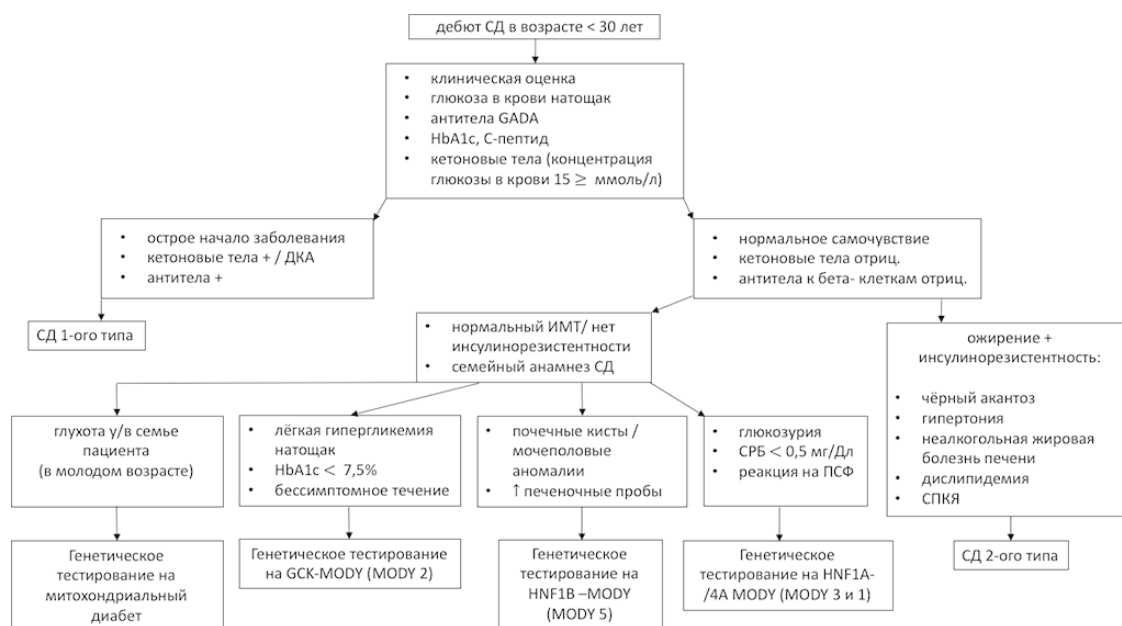 дебют СД в возрасте < 30 лет
• клиническая оценка
• глюкоза в крови натощак
• антитела GADA
• HbA1c, С-пептид
• кетоновые тела (концентрация
глюкозы в крови 15 ≥ ммоль/л)
• острое начало заболевания
• кетоновые тела + / ДКА
• антитела +
• нормальное самочувствие
• кетоновые тела отриц.
• антитела к бета- клеткам отриц.
СД 1-ого типа
• нормальный ИМТ/ нет
инсулинорезистентности
• семейный анамнез СД
ожирение +
инсулинорезистентность:
• чёрный акантоз
• гипертония
• неалкогольная жировая
болезнь печени
• дислипидемия
• СПКЯ
глухота у/в семье
пациента
(в молодом возрасте)
• лёгкая гипергликемия
натощак
• HbA1c < 7,5%
• бессимптомное течение
• почечные кисты /
мочеполовые
аномалии
• ↑ печеночные пробы
• глюкозурия
• СРБ < 0,5 мг/Дл
• реакция на ПСФ
Генетическое
тестирование на
митохондриальный
диабет
Генетическое тестирование
на GCK-MODY (MODY 2)
Генетическое
тестирование на
HNF1B –MODY
(MODY 5)
Генетическое
тестирование на HNF1A-
/4A MODY (MODY 3 и 1)
СД 2-ого типа